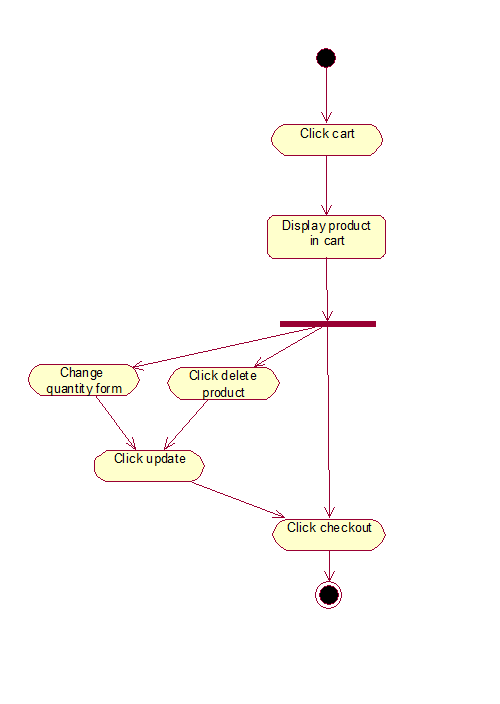 Click cart
Display product
in cart
Change
quantity form
Click delete
product
Click update
Click checkout